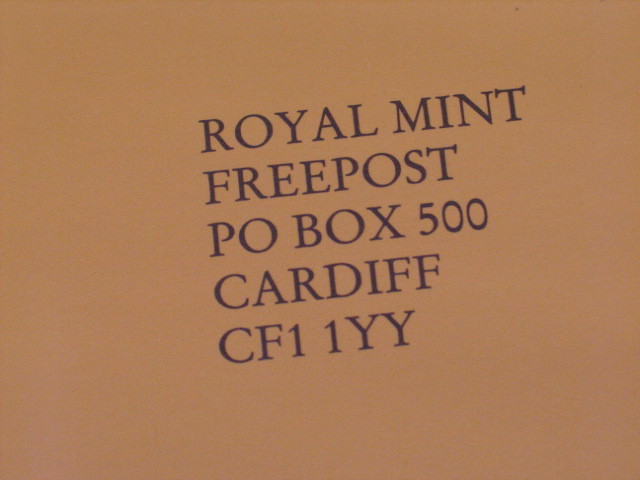 ROYAL MINT
FREEPOST
PO BOX 500
CARDIFF
CF1 1YY